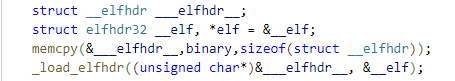 struct __elfhdr ___elfhdr__;
struct elfhdr32 __elf, *elf = &__elf;
memcpy(&___elfhdr__,binary,sizeof(struct __elfhdr));
_load_elfhdr((unsigned char*)&___elfhdr__, &__elf);